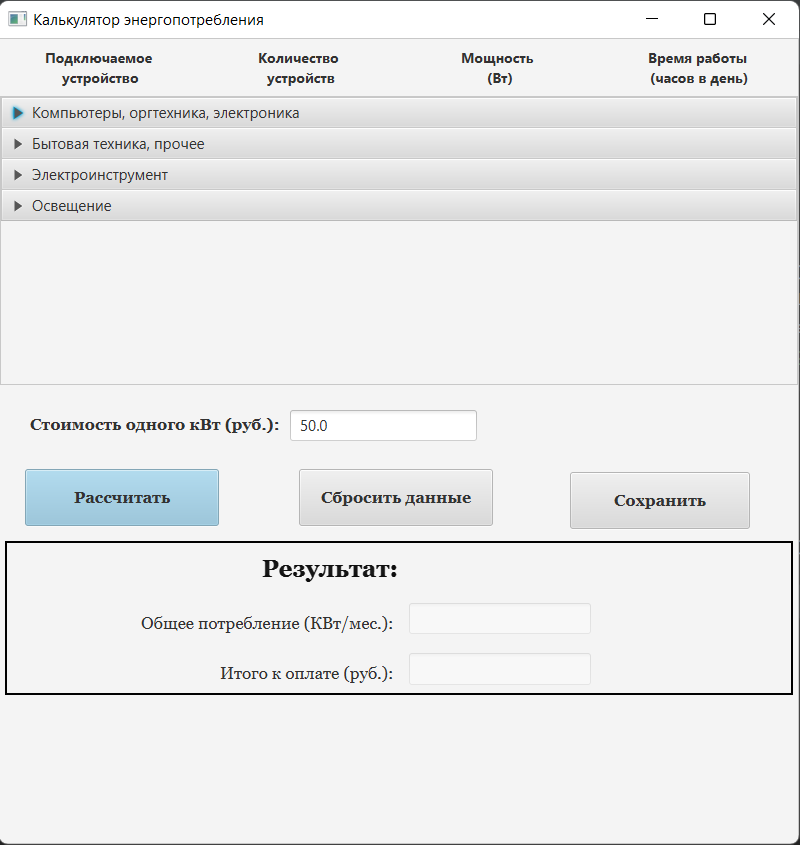 Калькулятор энергопотребления
Подключаемое
устройство
Количество
устройств
Мощность
(Вт)
Время работы
(часов в день)
Компьютеры, оргтехника, электроника
Бытовая техника, прочее
Электроинструмент
Освещение
Стоимость одного кВт (руб.): 50.0
Рассчитать
Сбросить данные
Сохранить
Результат:
Общее потребление (КВт/мес.):
Итого к оплате (руб.):